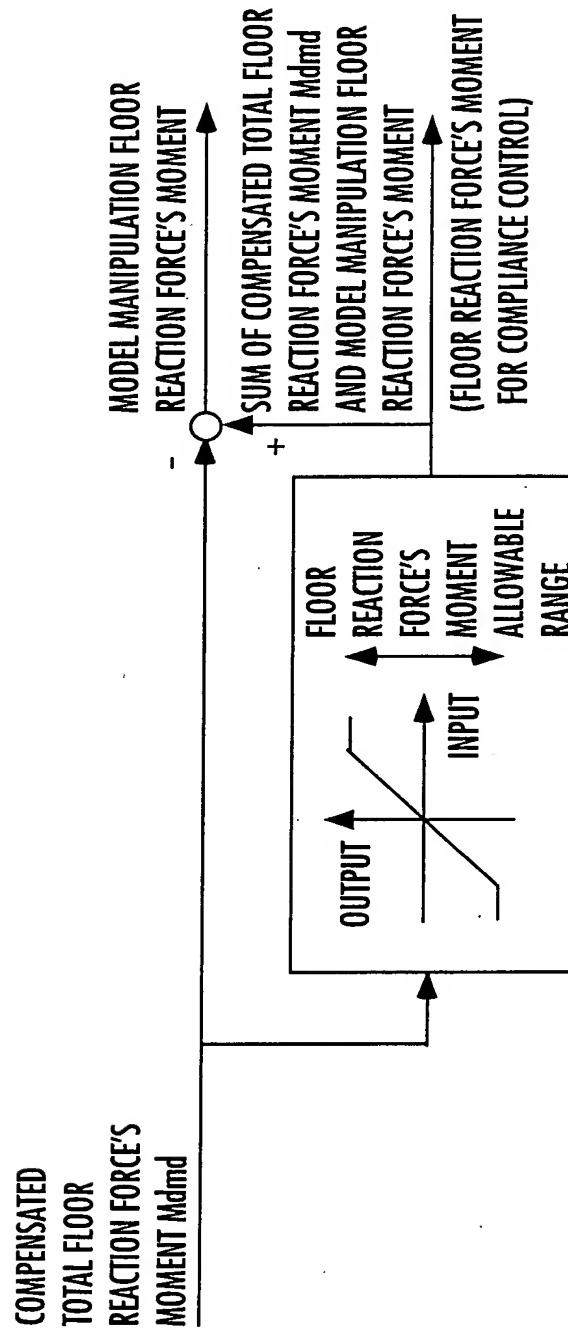 COMPENSATED
TOTAL FLOOR
REACTION FORCE'S
MOMENT Mdmd
MODEL MANIPULATION FLOOR
REACTION FORCE'S MOMENT
-
+
SUM OF COMPENSATED TOTAL FLOOR
REACTION FORCE'S MOMENT Mdmd
AND MODEL MANIPULATION FLOOR
REACTION FORCE'S MOMENT
(FLOOR REACTION FORCE'S MOMENT
FOR COMPLIANCE CONTROL)
OUTPUT
INPUT
FLOOR
REACTION
FORCE'S
MOMENT
ALLOWABLE
RANGE